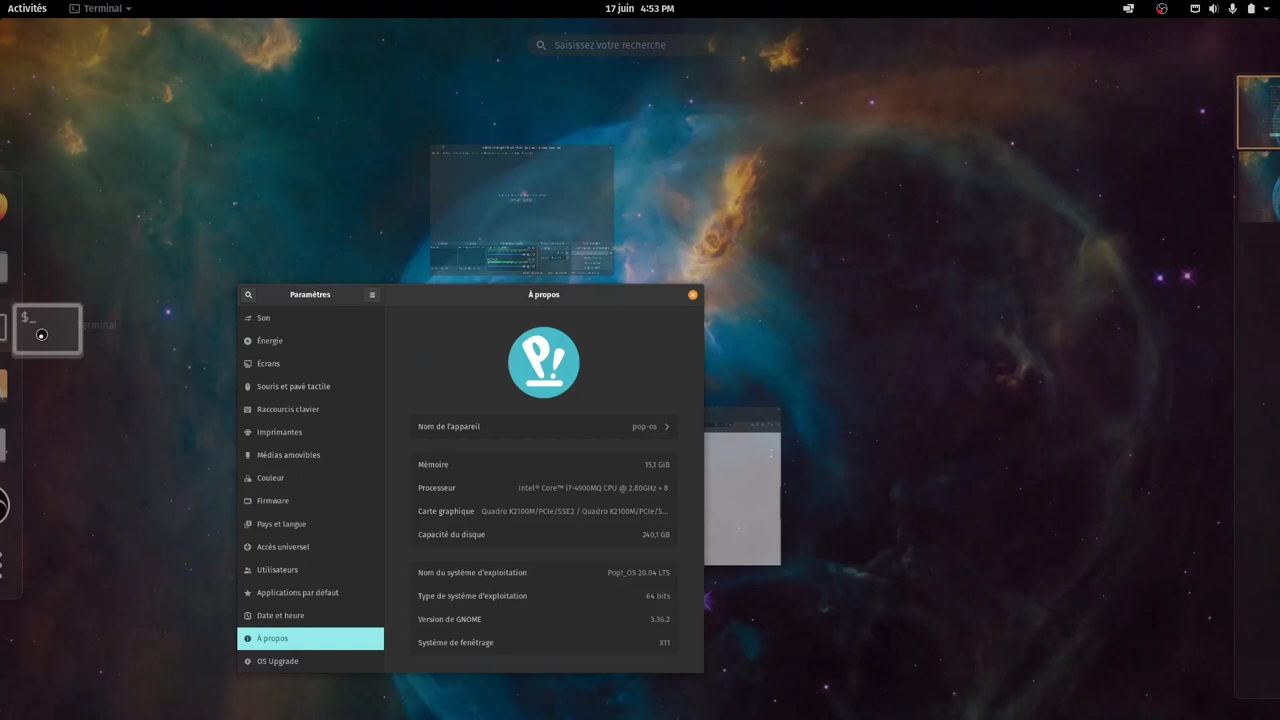 Activités
Terminal
17 juin 4:53 PM
Saisissez votre recherche
$_
Terminal
Paramètres
À propos
Son
Énergie
Écrans
Souris et pavé tactile
Raccourcis clavier
Imprimantes
Médias amovibles
Couleur
Firmware
Pays et langue
Accès universel
Utilisateurs
Applications par défaut
Date et heure
À propos
OS Upgrade
P!
Nom de l'appareil pop-os
Mémoire 15,1 GiB
Processeur Intel® Core™ i7-4900MQ CPU @ 2.80GHz × 8
Carte graphique Quadro K2100M/PCIe/SSE2 / Quadro K2100M/PCIe/S...
Capacité du disque 240,1 GB
Nom du système d'exploitation Pop!_OS 20.04 LTS
Type de système d'exploitation 64 bits
Version de GNOME 3.36.2
Système de fenêtrage X11